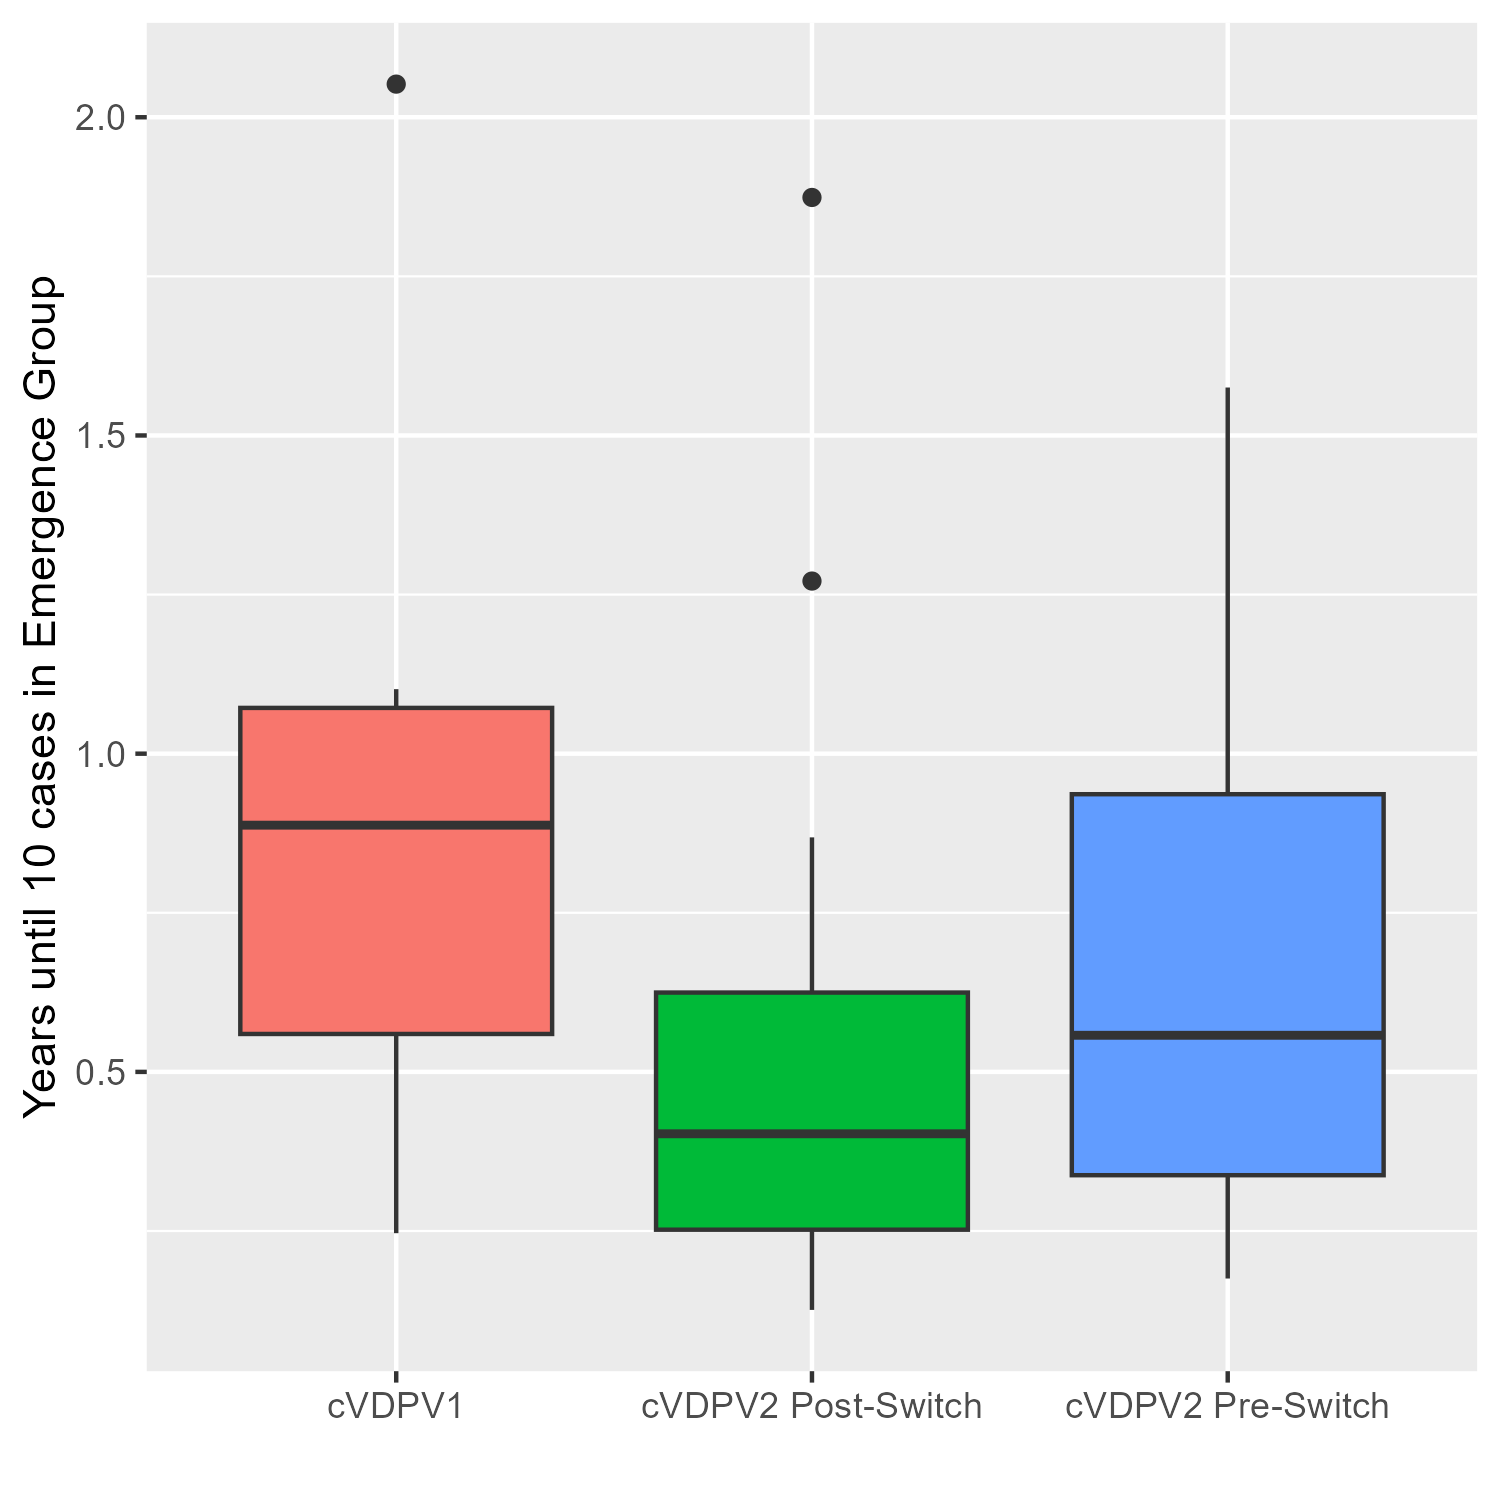 Years until 10 cases in Emergence Group
2.0
1.5
1.0
0.5
cVDPV1
cVDPV2 Post-Switch
cVDPV2 Pre-Switch